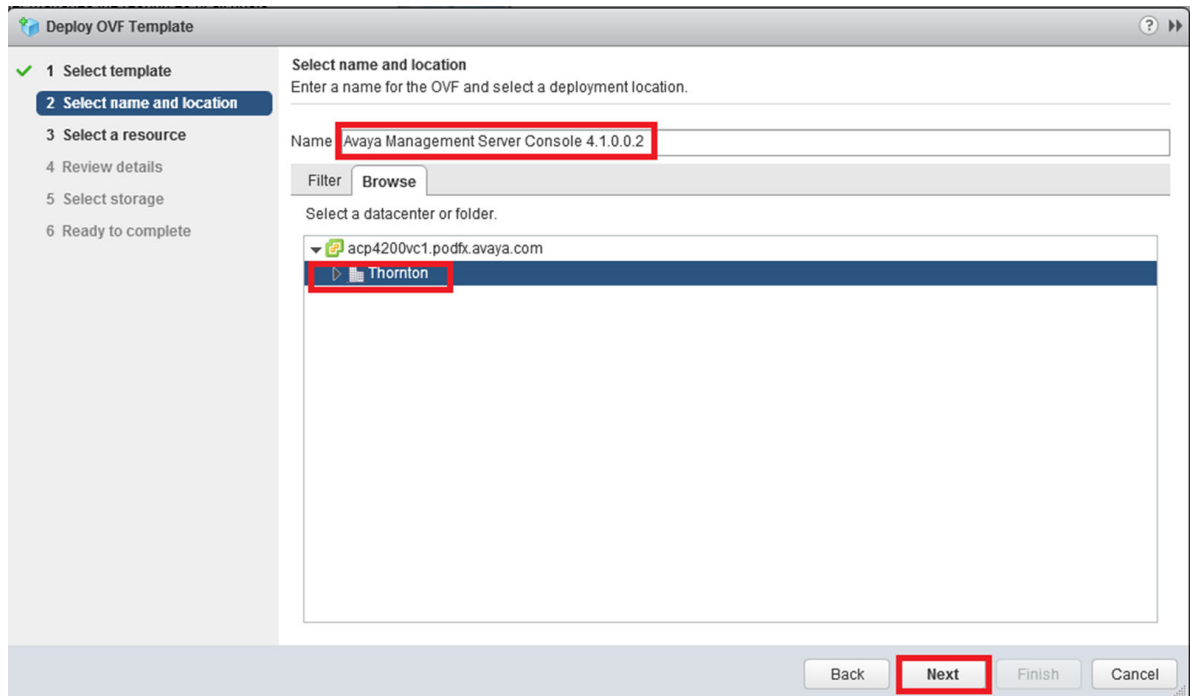 Deploy OVF Template
?
1 Select template
2 Select name and location
3 Select a resource
4 Review details
5 Select storage
6 Ready to complete
Select name and location
Enter a name for the OVF and select a deployment location.
Name Avaya Management Server Console 4.1.0.0.2
Filter Browse
Select a datacenter or folder.
acp4200vc1.podfx.avaya.com
Thornton
Back Next Finish Cancel